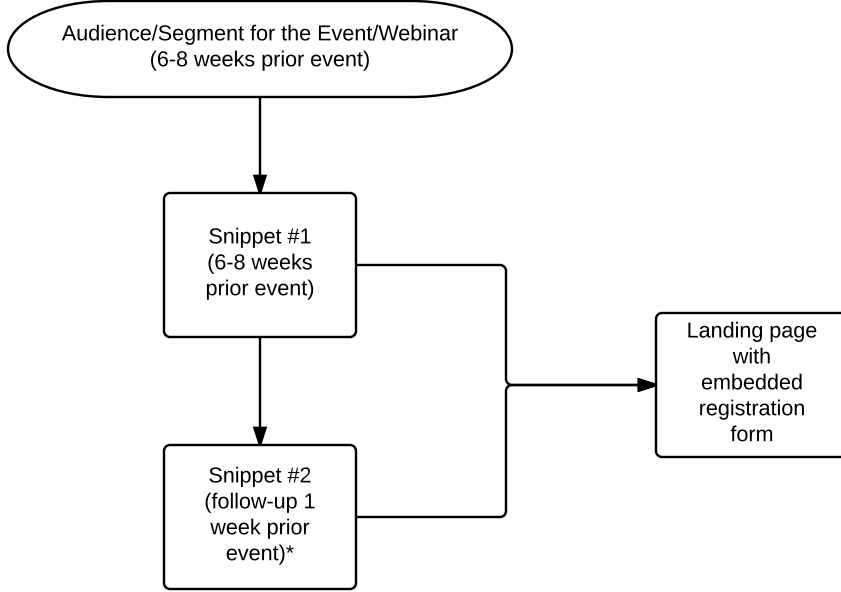 Audience/Segment for the Event/Webinar
(6-8 weeks prior event)
Snippet #1
(6-8 weeks
prior event)
Landing page
with
embedded
registration
form
Snippet #2
(follow-up 1
week prior
event)*